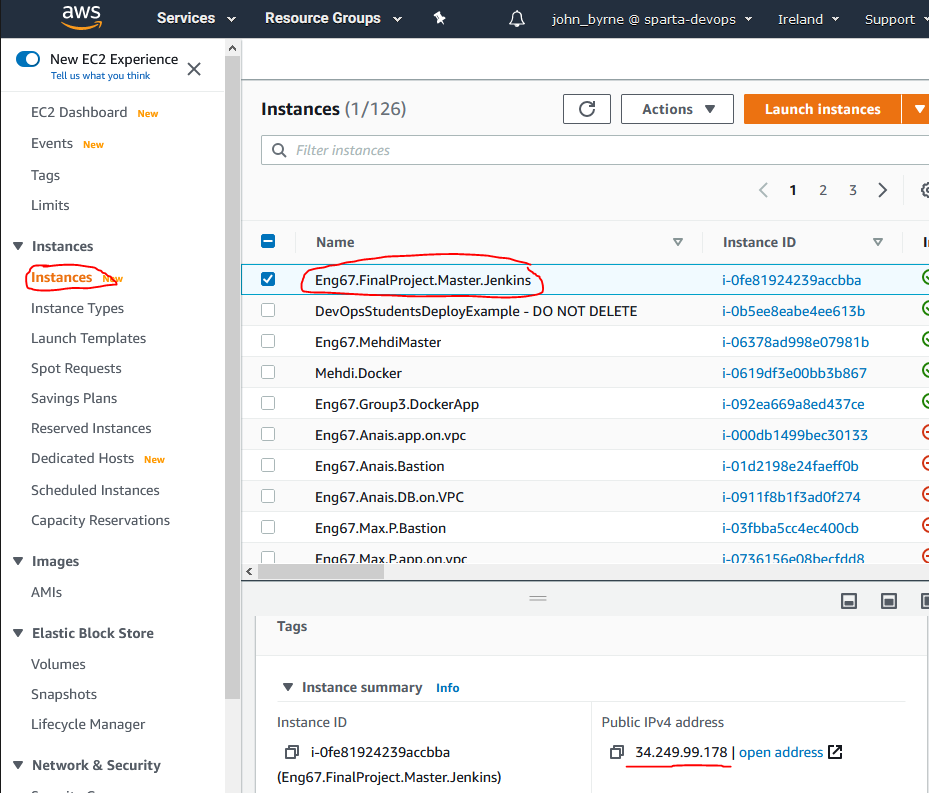 aws
Services
Resource Groups
john_byrne @ sparta-devops
Ireland
Support
New EC2 Experience
Tell us what you think
EC2 Dashboard New
Events New
Tags
Limits
Instances
Instances New
Instance Types
Launch Templates
Spot Requests
Savings Plans
Reserved Instances
Dedicated Hosts New
Scheduled Instances
Capacity Reservations
Images
AMIs
Elastic Block Store
Volumes
Snapshots
Lifecycle Manager
Network & Security
Instances (1/126)
Actions
Launch instances
Filter instances
1 2 3
Name Instance ID
Eng67.FinalProject.Master.Jenkins i-0fe81924239accbba
DevOpsStudentsDeployExample - DO NOT DELETE i-0b5ee8eabe4ee613b
Eng67.MehdiMaster i-06378ad998e07981b
Mehdi.Docker i-0619df3e00bb3b867
Eng67.Group3.DockerApp i-092ea669a8ed437ce
Eng67.Anais.app.on.vpc i-000db1499bec30133
Eng67.Anais.Bastion i-01d2198e24faeff0b
Eng67.Anais.DB.on.VPC i-0911f8b1f3ad0f274
Eng67.Max.P.Bastion i-03fbba5cc4ec400cb
Eng67.Max.P.app.on.vpc i-0736156e08becfdd8
Tags
Instance summary Info
Instance ID
i-0fe81924239accbba
(Eng67.FinalProject.Master.Jenkins)
Public IPv4 address
34.249.99.178 | open address